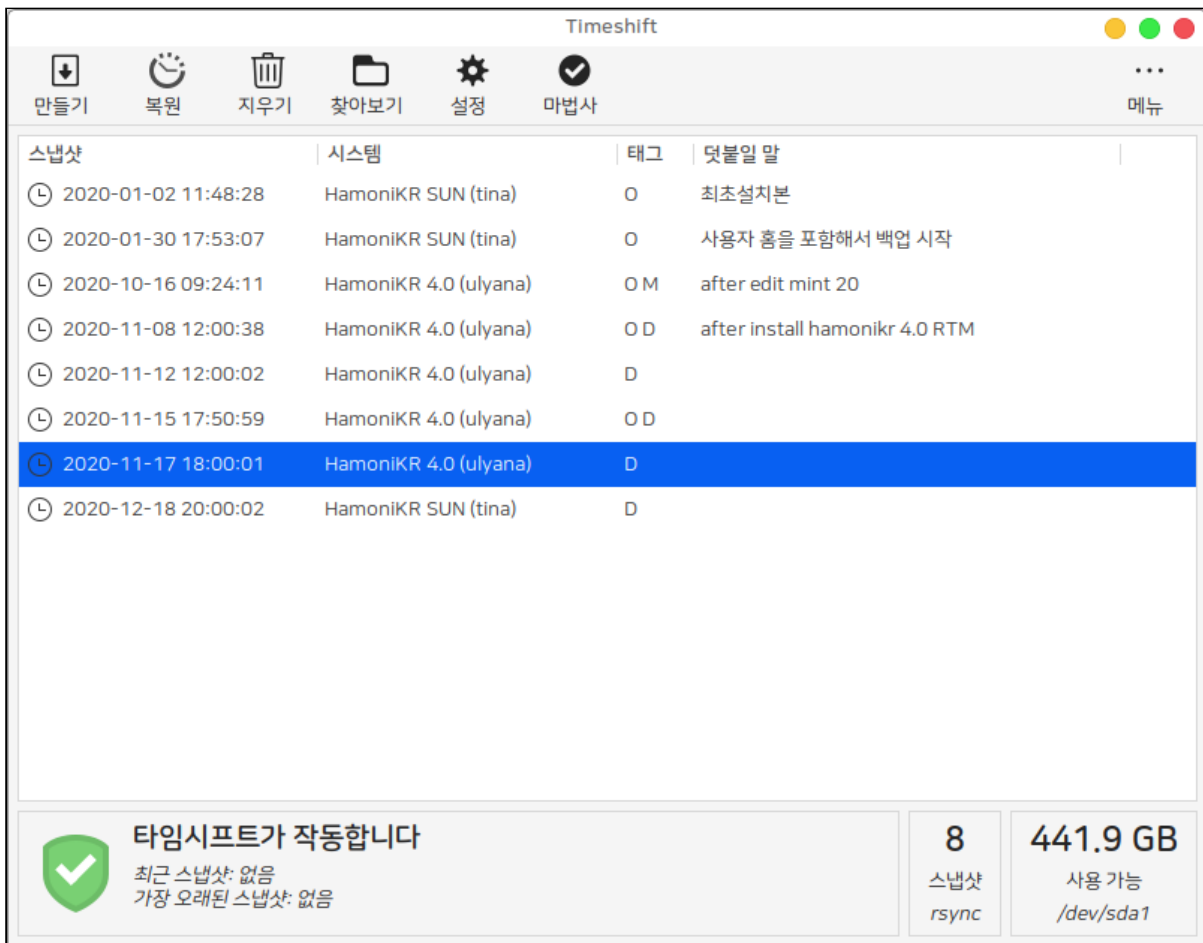 Timeshift
만들기 복원 지우기 찾아보기 설정 마법사 메뉴
스냅샷 시스템 태그 덧붙일 말
2020-01-02 11:48:28 HamoniKR SUN (tina) O 최초설치본
2020-01-30 17:53:07 HamoniKR SUN (tina) O 사용자 홈을 포함해서 백업 시작
2020-10-16 09:24:11 HamoniKR 4.0 (ulyana) O M after edit mint 20
2020-11-08 12:00:38 HamoniKR 4.0 (ulyana) O D after install hamonikr 4.0 RTM
2020-11-12 12:00:02 HamoniKR 4.0 (ulyana) D
2020-11-15 17:50:59 HamoniKR 4.0 (ulyana) O D
2020-11-17 18:00:01 HamoniKR 4.0 (ulyana) D
2020-12-18 20:00:02 HamoniKR SUN (tina) D
타임시프트가 작동합니다
최근 스냅샷: 없음
가장 오래된 스냅샷: 없음
8
스냅샷
rsync
441.9 GB
사용 가능
/dev/sda1